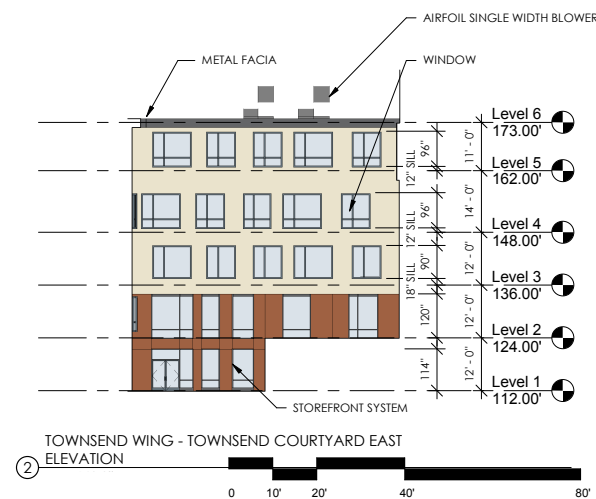 AIRFOIL SINGLE WIDTH BLOWER
METAL FACIA
WINDOW
Level 6
173.00'
11' - 0"
96"
12" SILL
Level 5
162.00'
14' - 0"
96"
12" SILL
Level 4
148.00'
12' - 0"
90"
18" SILL
Level 3
136.00'
12' - 0"
120"
Level 2
124.00'
12' - 0"
114"
Level 1
112.00'
STOREFRONT SYSTEM
TOWNSEND WING - TOWNSEND COURTYARD EAST
ELEVATION
2
0 10' 20' 40' 80'